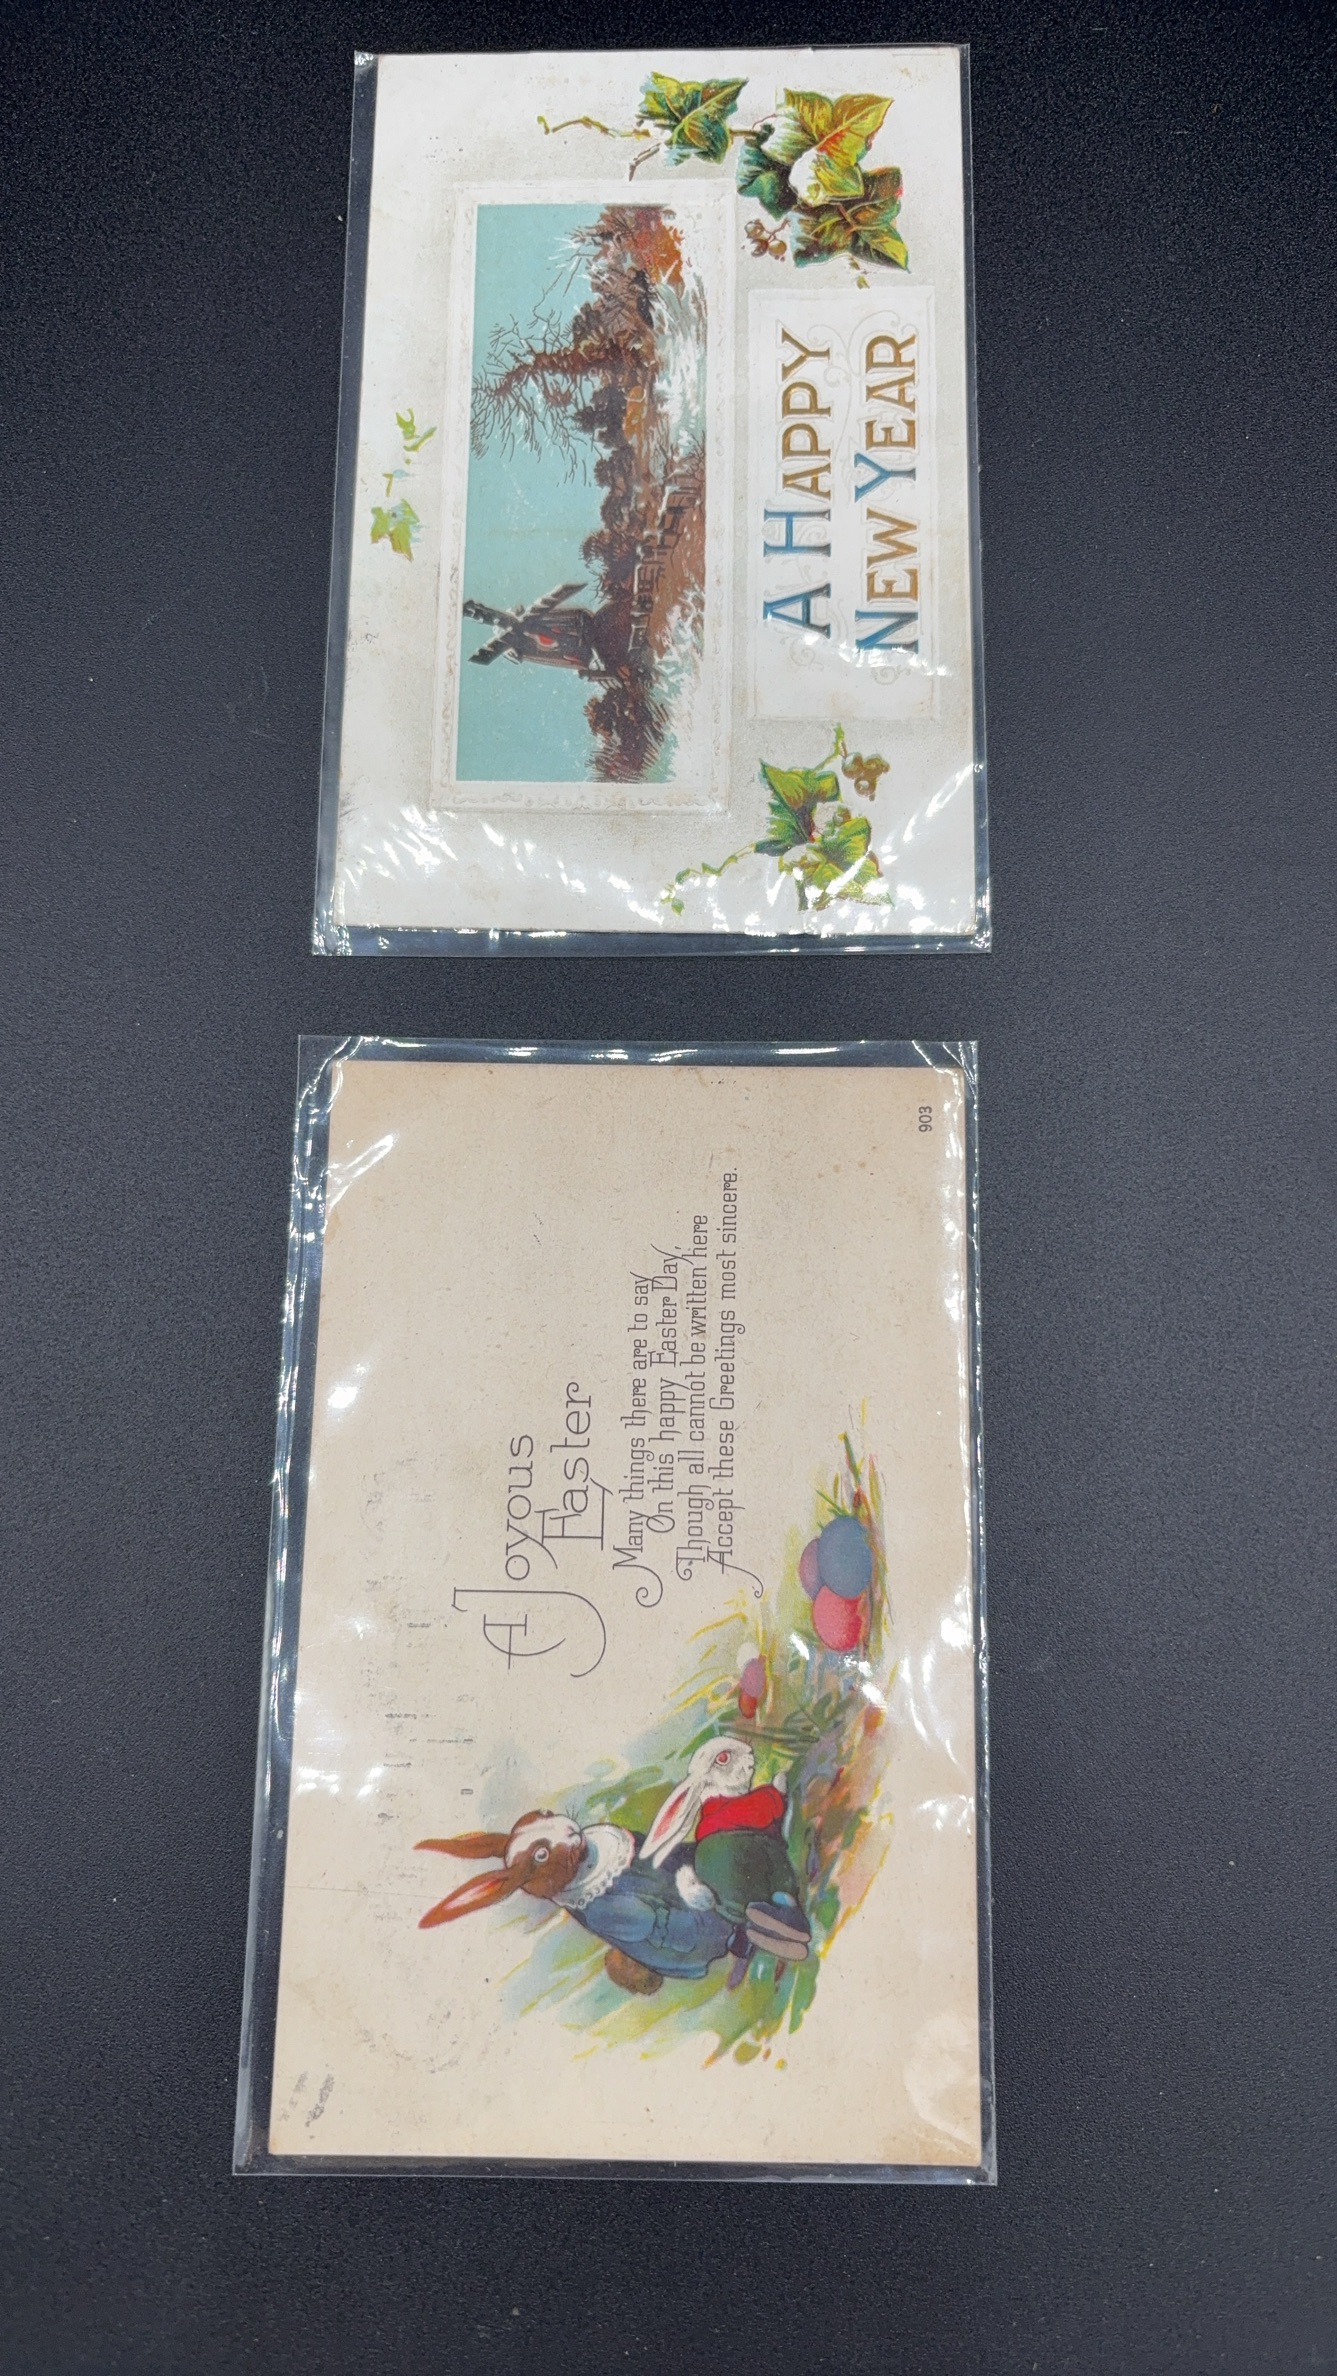 A HAPPY
NEW YEAR
A Joyous
Easter
Many things there are to say
On this happy Easter Day,
Though all cannot be written here
Accept these Greetings most sincere.
903